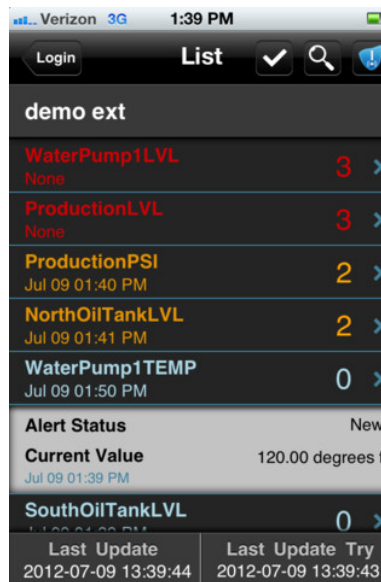 Verizon 3G 1:39 PM
Login List
demo ext
WaterPump1LVL 3
None
ProductionLVL 3
None
ProductionPSI 2
Jul 09 01:40 PM
NorthOilTankLVL 2
Jul 09 01:41 PM
WaterPump1TEMP 0
Jul 09 01:50 PM
Alert Status New
Current Value 120.00 degrees
Jul 09 01:39 PM
SouthOilTankLVL 0
Last Update Last Update Try
2012-07-09 13:39:44 2012-07-09 13:39:43